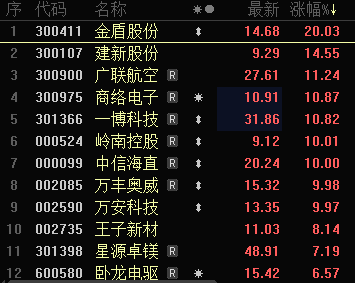 序 代码 名称 最新 涨幅%↓
1 300411 金盾股份 14.68 20.03
2 300107 建新股份 9.29 14.55
3 300900 广联航空 R 27.61 11.24
4 300975 商络电子 R 10.91 10.87
5 301366 一博科技 R 31.86 10.82
6 000524 岭南控股 R 9.12 10.01
7 000099 中信海直 R 20.24 10.00
8 002085 万丰奥威 R 15.32 9.98
9 002590 万安科技 13.35 9.97
10 002735 王子新材 11.03 8.14
11 301398 星源卓镁 R 48.91 7.19
12 600580 卧龙电驱 R 15.42 6.57